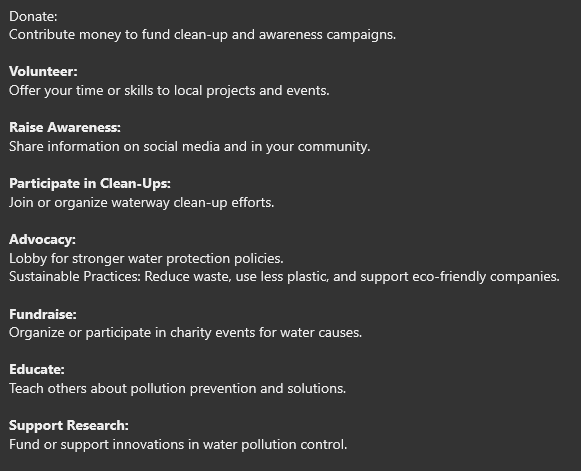 Donate:
Contribute money to fund clean-up and awareness campaigns.
Volunteer:
Offer your time or skills to local projects and events.
Raise Awareness:
Share information on social media and in your community.
Participate in Clean-Ups:
Join or organize waterway clean-up efforts.
Advocacy:
Lobby for stronger water protection policies.
Sustainable Practices: Reduce waste, use less plastic, and support eco-friendly companies.
Fundraise:
Organize or participate in charity events for water causes.
Educate:
Teach others about pollution prevention and solutions.
Support Research:
Fund or support innovations in water pollution control.